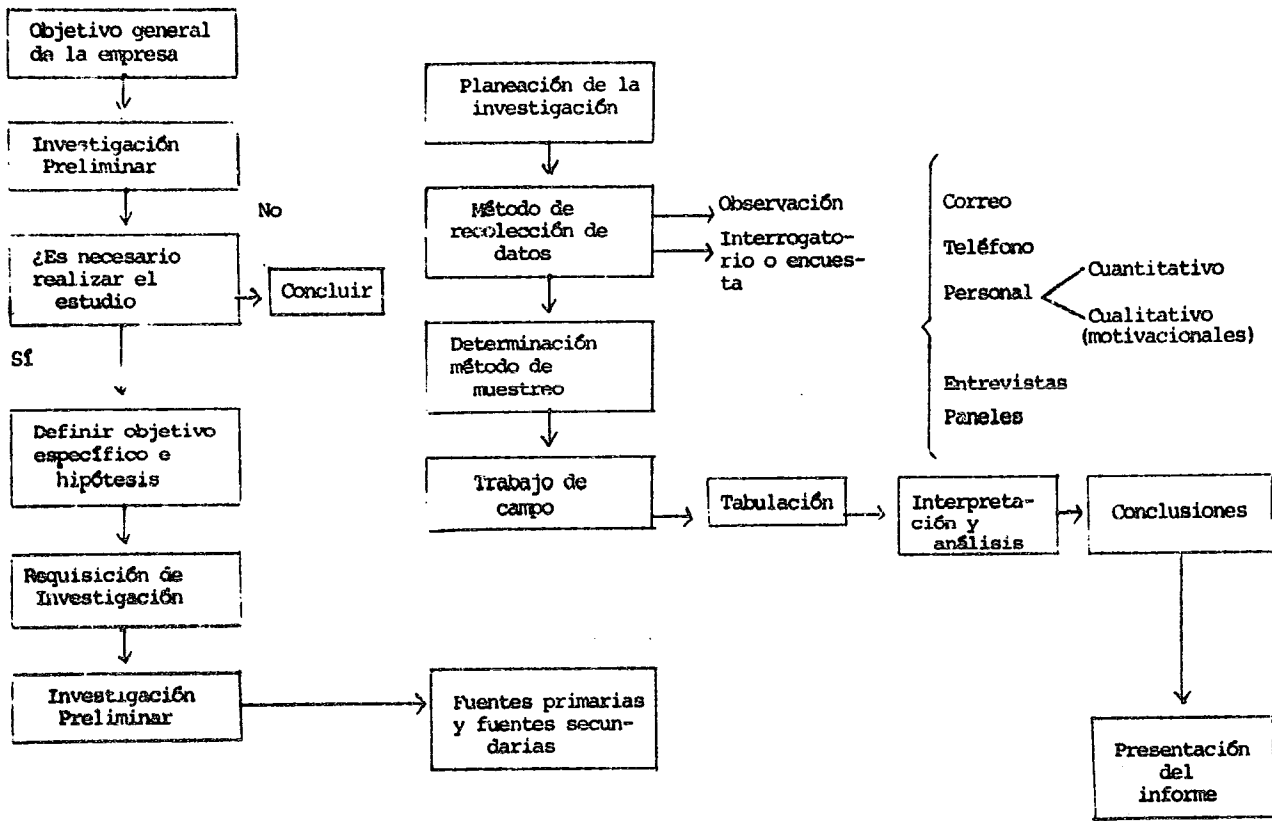 Objetivo general
de la empresa
Investigación
Preliminar
No
¿Es necesario
realizar el
estudio
Concluir
Sí
Definir objetivo
específico e
hipótesis
Requisición de
Investigación
Investigación
Preliminar
Fuentes primarias
y fuentes secun-
darias
Planeación de la
investigación
Método de
recolección de
datos
Observación
Interrogato-
rio o encues-
ta
Correo
Teléfono
Personal
Cuantitativo
Cualitativo
(motivacionales)
Entrevistas
Paneles
Determinación
método de
muestreo
Trabajo de
campo
Tabulación
Interpreta-
ción y
análisis
Conclusiones
Presentación
del
informe